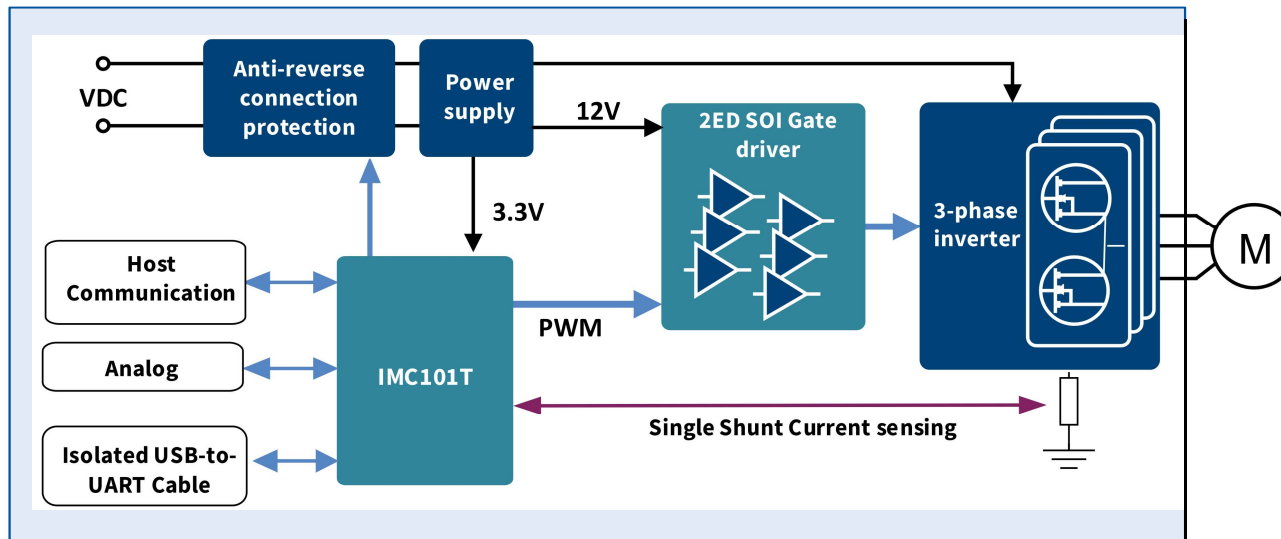 VDC
Anti-reverse
connection
protection
Power
supply
12V
3.3V
2ED SOI Gate
driver
3-phase
inverter
M
Host
Communication
Analog
Isolated USB-to-
UART Cable
IMC101T
PWM
Single Shunt Current sensing